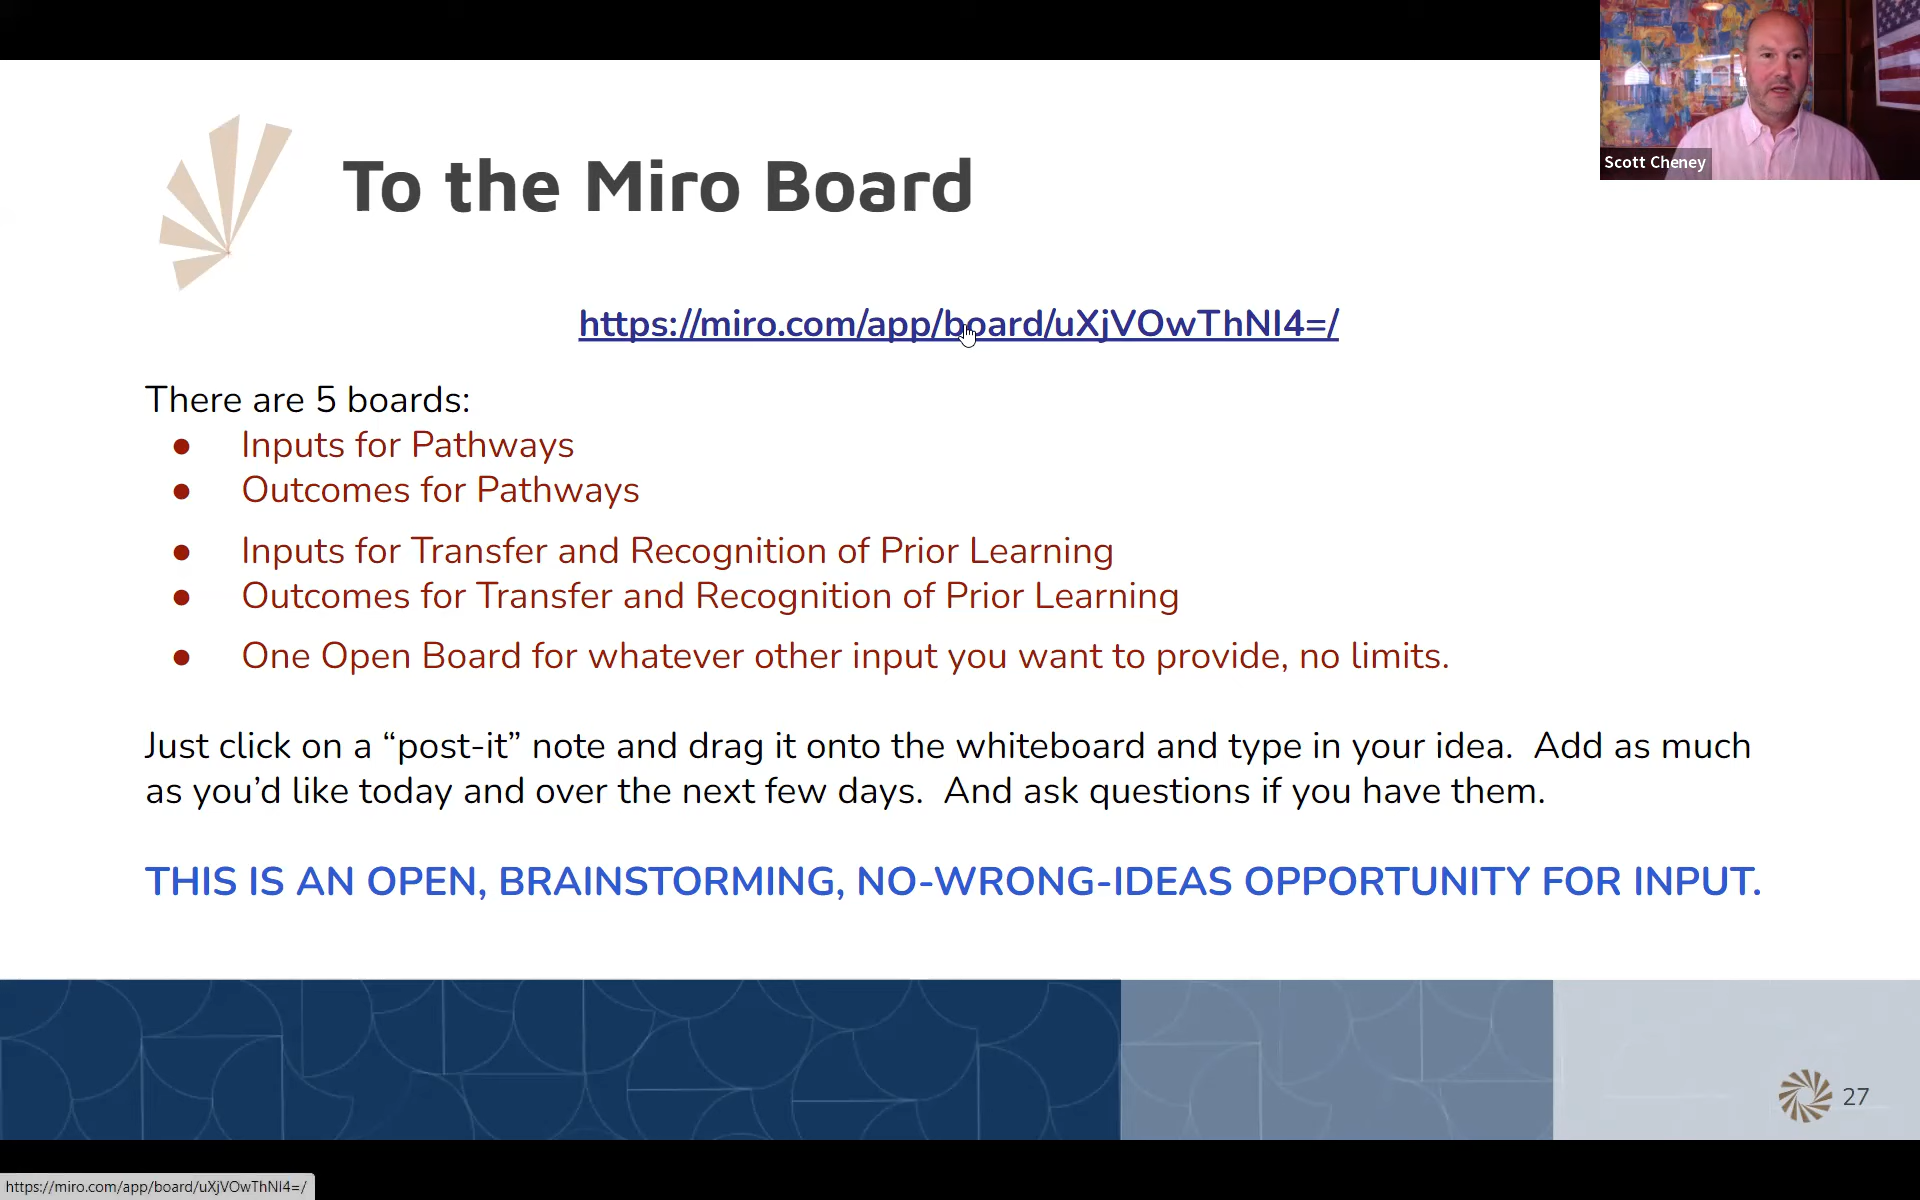 Scott Cheney
To the Miro Board
https://miro.com/app/board/uXjVOwThNI4=/
There are 5 boards:
● Inputs for Pathways
● Outcomes for Pathways
● Inputs for Transfer and Recognition of Prior Learning
● Outcomes for Transfer and Recognition of Prior Learning
● One Open Board for whatever other input you want to provide, no limits.
Just click on a “post-it” note and drag it onto the whiteboard and type in your idea.  Add as much
as you’d like today and over the next few days.  And ask questions if you have them.
THIS IS AN OPEN, BRAINSTORMING, NO-WRONG-IDEAS OPPORTUNITY FOR INPUT.
27
https://miro.com/app/board/uXjVOwThNI4=/